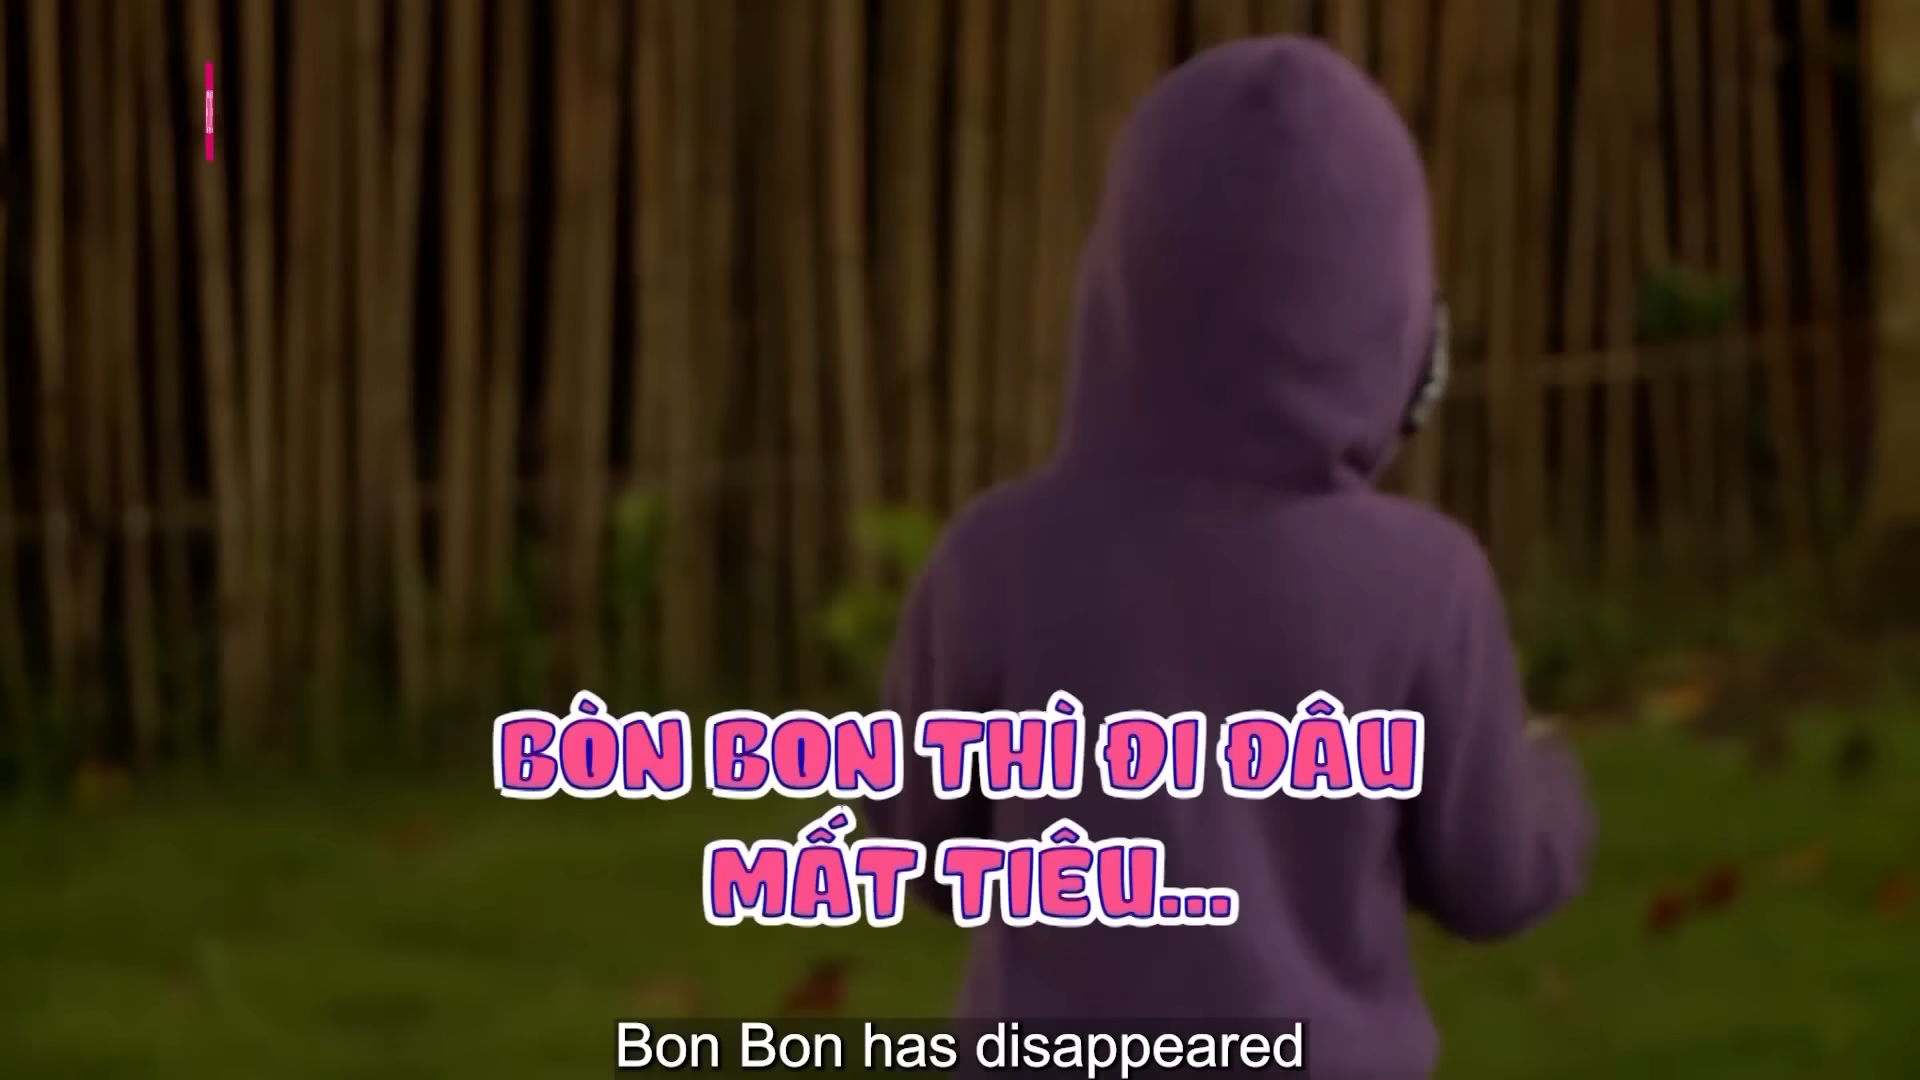 BÒN BON THÌ ĐI ĐÂU
MẤT TIÊU...
Bon Bon has disappeared